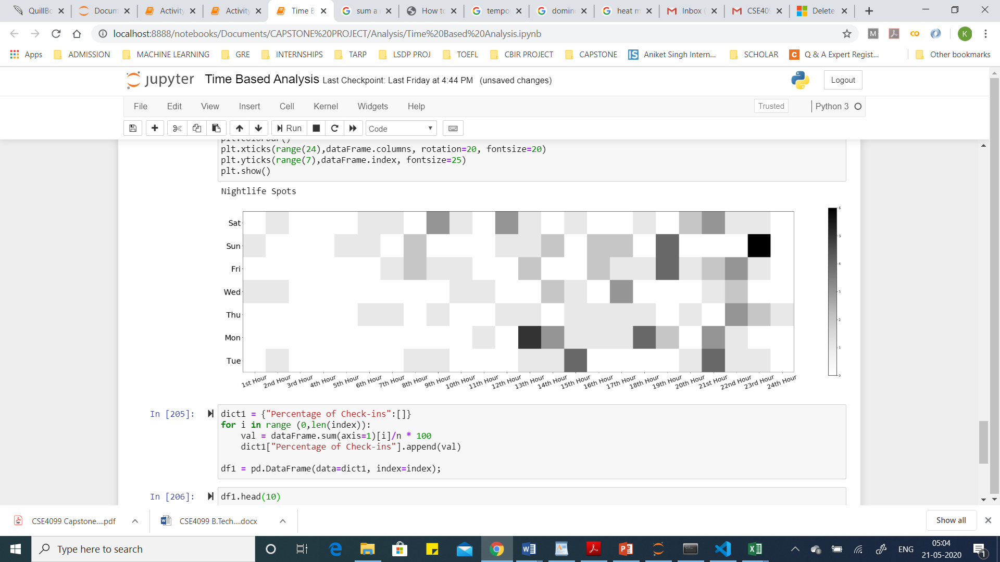 QuillBo
Docum
Activity
Activity
Time B
sum a
How to
tempo
domin
heat m
Inbox (
CSE409
Delete
localhost:8888/notebooks/Documents/CAPSTONE%20PROJECT/Analysis/Time%20Based%20Analysis.ipynb
M
K
Apps
ADMISSION
MACHINE LEARNING
GRE
INTERNSHIPS
TARP
LSDP PROJ
TOEFL
CBIR PROJECT
CAPSTONE
IS Aniket Singh Intern...
SCHOLAR
C Q & A Expert Regist...
Other bookmarks
jupyter Time Based Analysis Last Checkpoint: Last Friday at 4:44 PM (unsaved changes)
Logout
File Edit View Insert Cell Kernel Widgets Help
Trusted
Python 3
Run
Code
plt.colorbar()
plt.xticks(range(24),dataFrame.columns, rotation=20, fontsize=20)
plt.yticks(range(7),dataFrame.index, fontsize=25)
plt.show()
Nightlife Spots
Sat
Sun
Fri
Wed
Thu
Mon
Tue
1st Hour 2nd Hour 3rd Hour 4th Hour 5th Hour 6th Hour 7th Hour 8th Hour 9th Hour 10th Hour 11th Hour 12th Hour 13th Hour 14th Hour 15th Hour 16th Hour 17th Hour 18th Hour 19th Hour 20th Hour 21st Hour 22nd Hour 23rd Hour 24th Hour
6
5
4
3
2
1
0
In [205]:
dict1 = {"Percentage of Check-ins":[]}
for i in range (0,len(index)):
    val = dataFrame.sum(axis=1)[i]/n * 100
    dict1["Percentage of Check-ins"].append(val)
df1 = pd.DataFrame(data=dict1, index=index);
In [206]:
df1.head(10)
CSE4099 Capstone....pdf
CSE4099 B.Tech....docx
Show all
Type here to search
ENG
05:04
21-05-2020
1